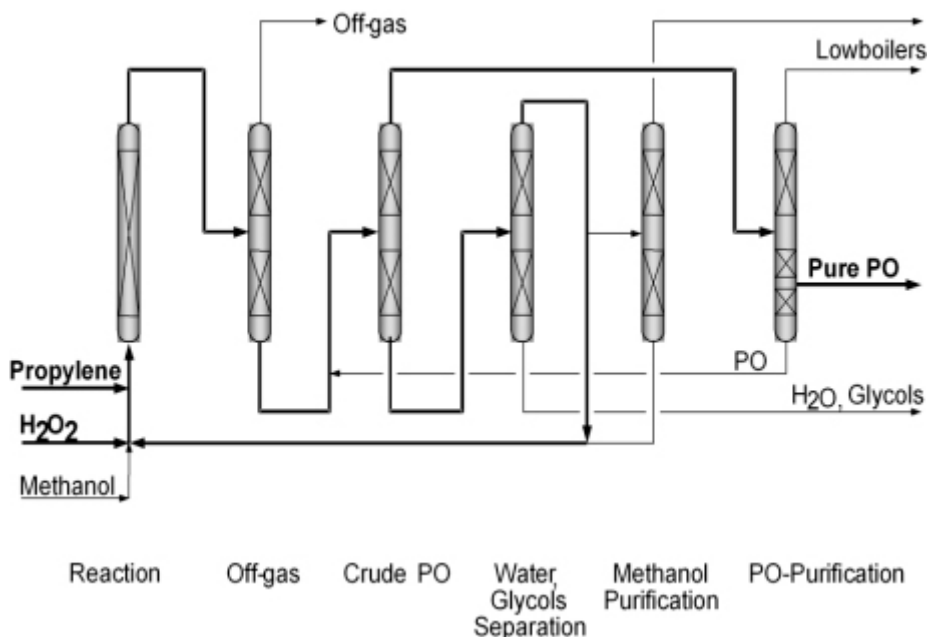 Off-gas
Lowboilers
Pure PO
Propylene
PO
H2O, Glycols
H2O2
Methanol
Reaction
Off-gas
Crude PO
Water,
Glycols
Separation
Methanol
Purification
PO-Purification